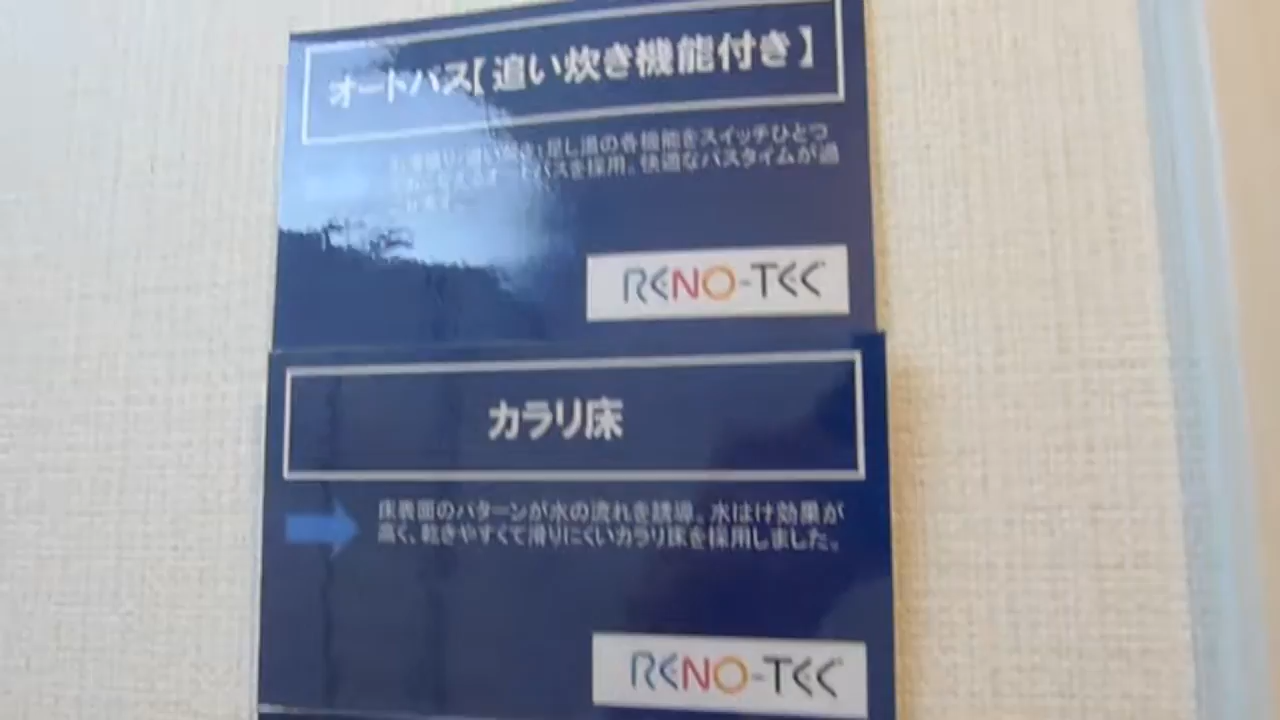 オートバス【追い炊き機能付き】
足し湯の各機能をスイッチひとつ
オートバスを採用。快適なバスタイムが過
RENO-TEC
カラリ床
床表面のパターンが水の流れを誘導。水はけ効果が
高く、乾きやすくて滑りにくいカラリ床を採用しました。
RENO-TEC